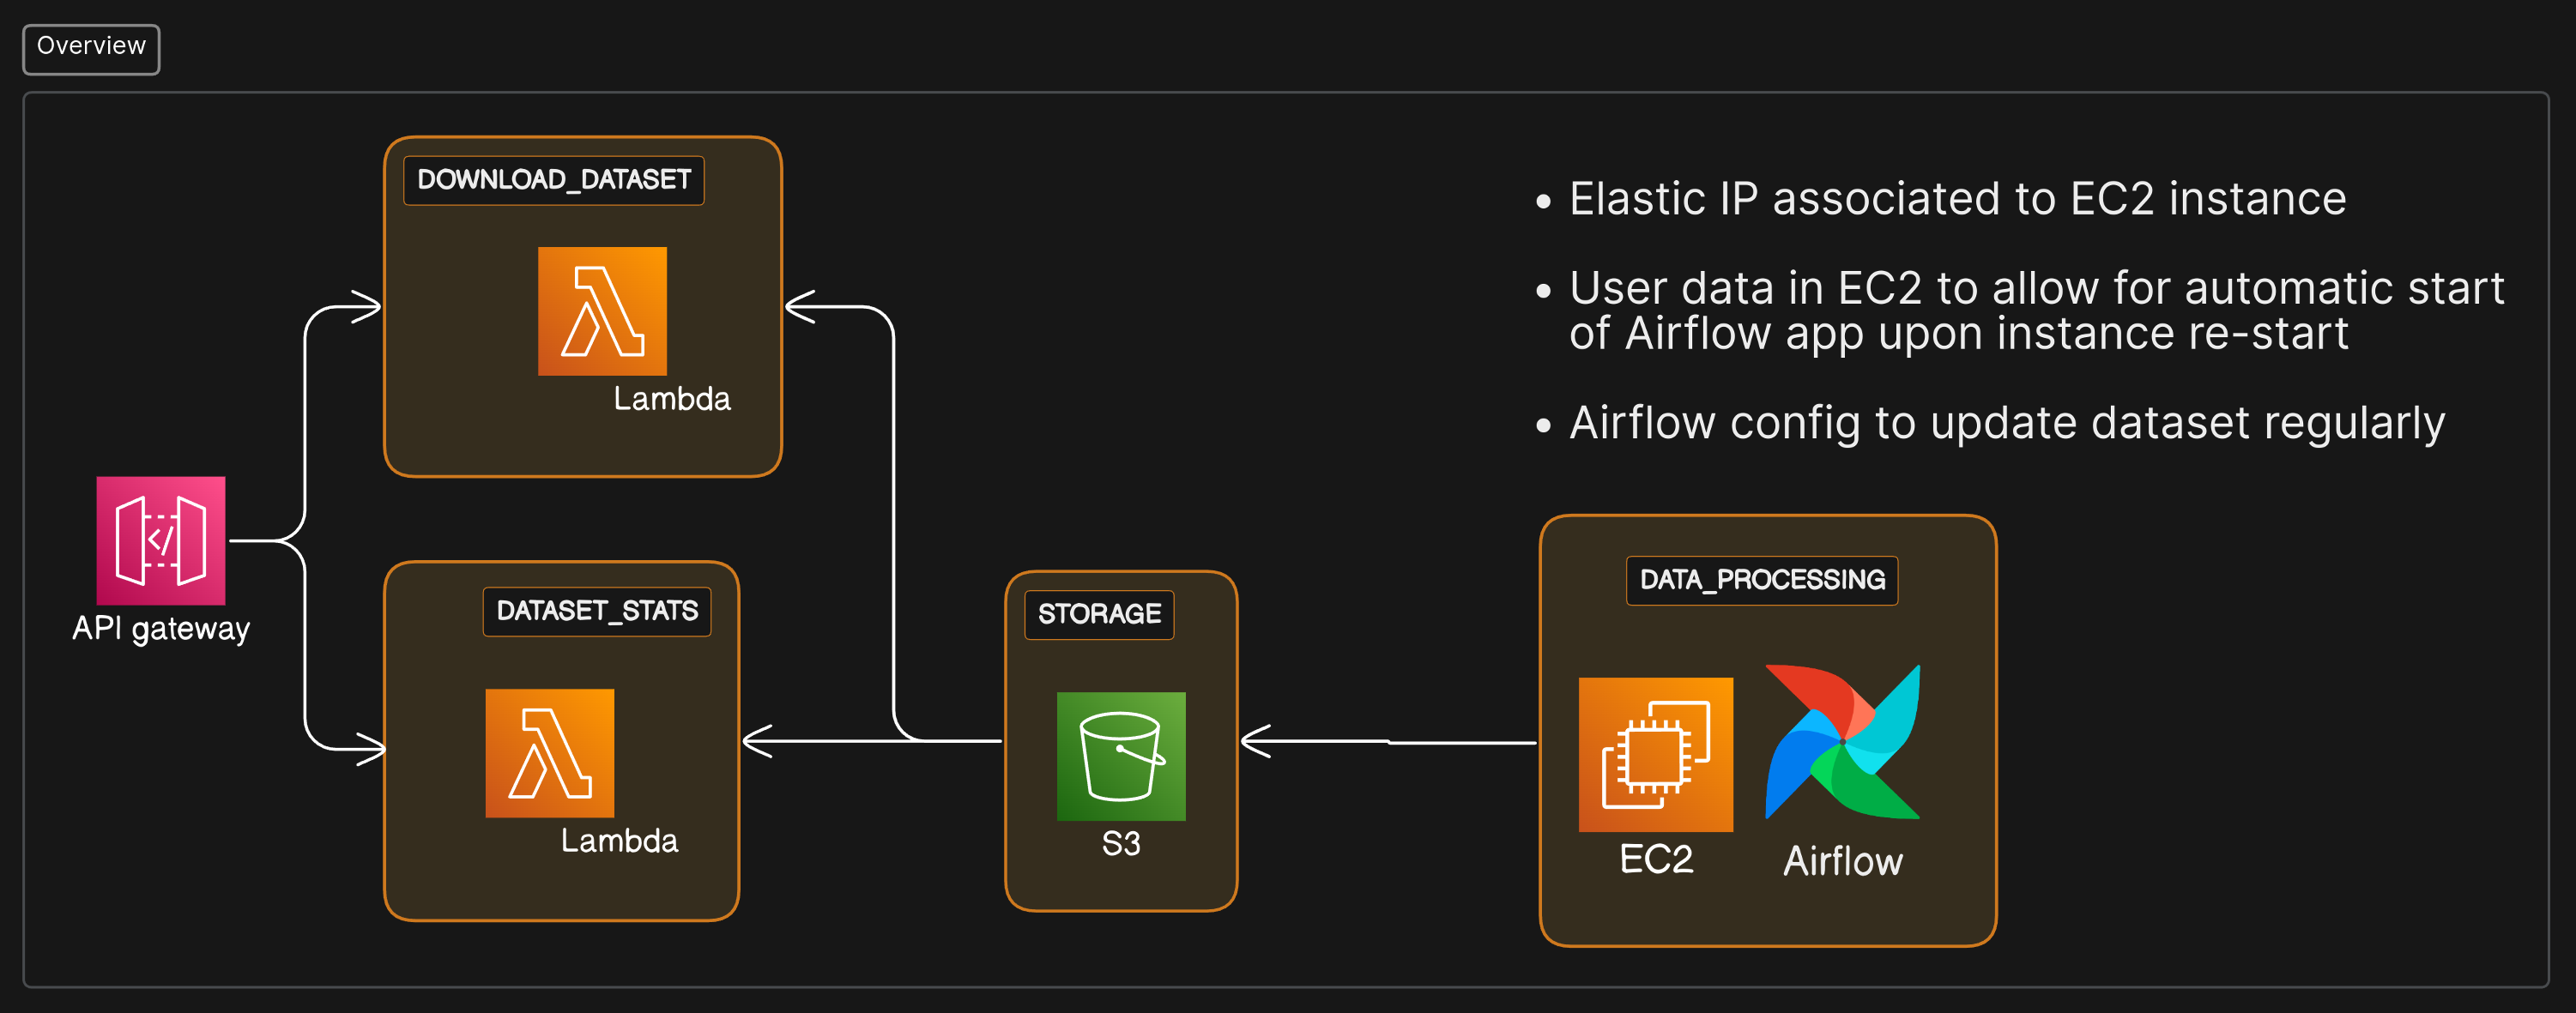 Overview
DOWNLOAD_DATASET
Lambda
• Elastic IP associated to EC2 instance
• User data in EC2 to allow for automatic start
of Airflow app upon instance re-start
• Airflow config to update dataset regularly
API gateway
DATASET_STATS
Lambda
STORAGE
S3
DATA_PROCESSING
EC2
Airflow